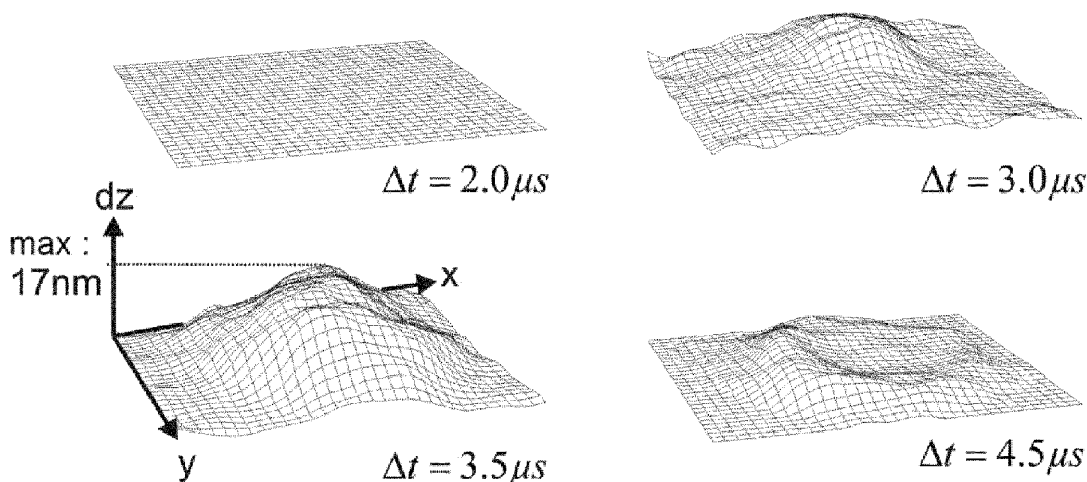 Δt = 2.0μs
Δt = 3.0μs
dz
max :
17nm
x
y
Δt = 3.5μs
Δt = 4.5μs